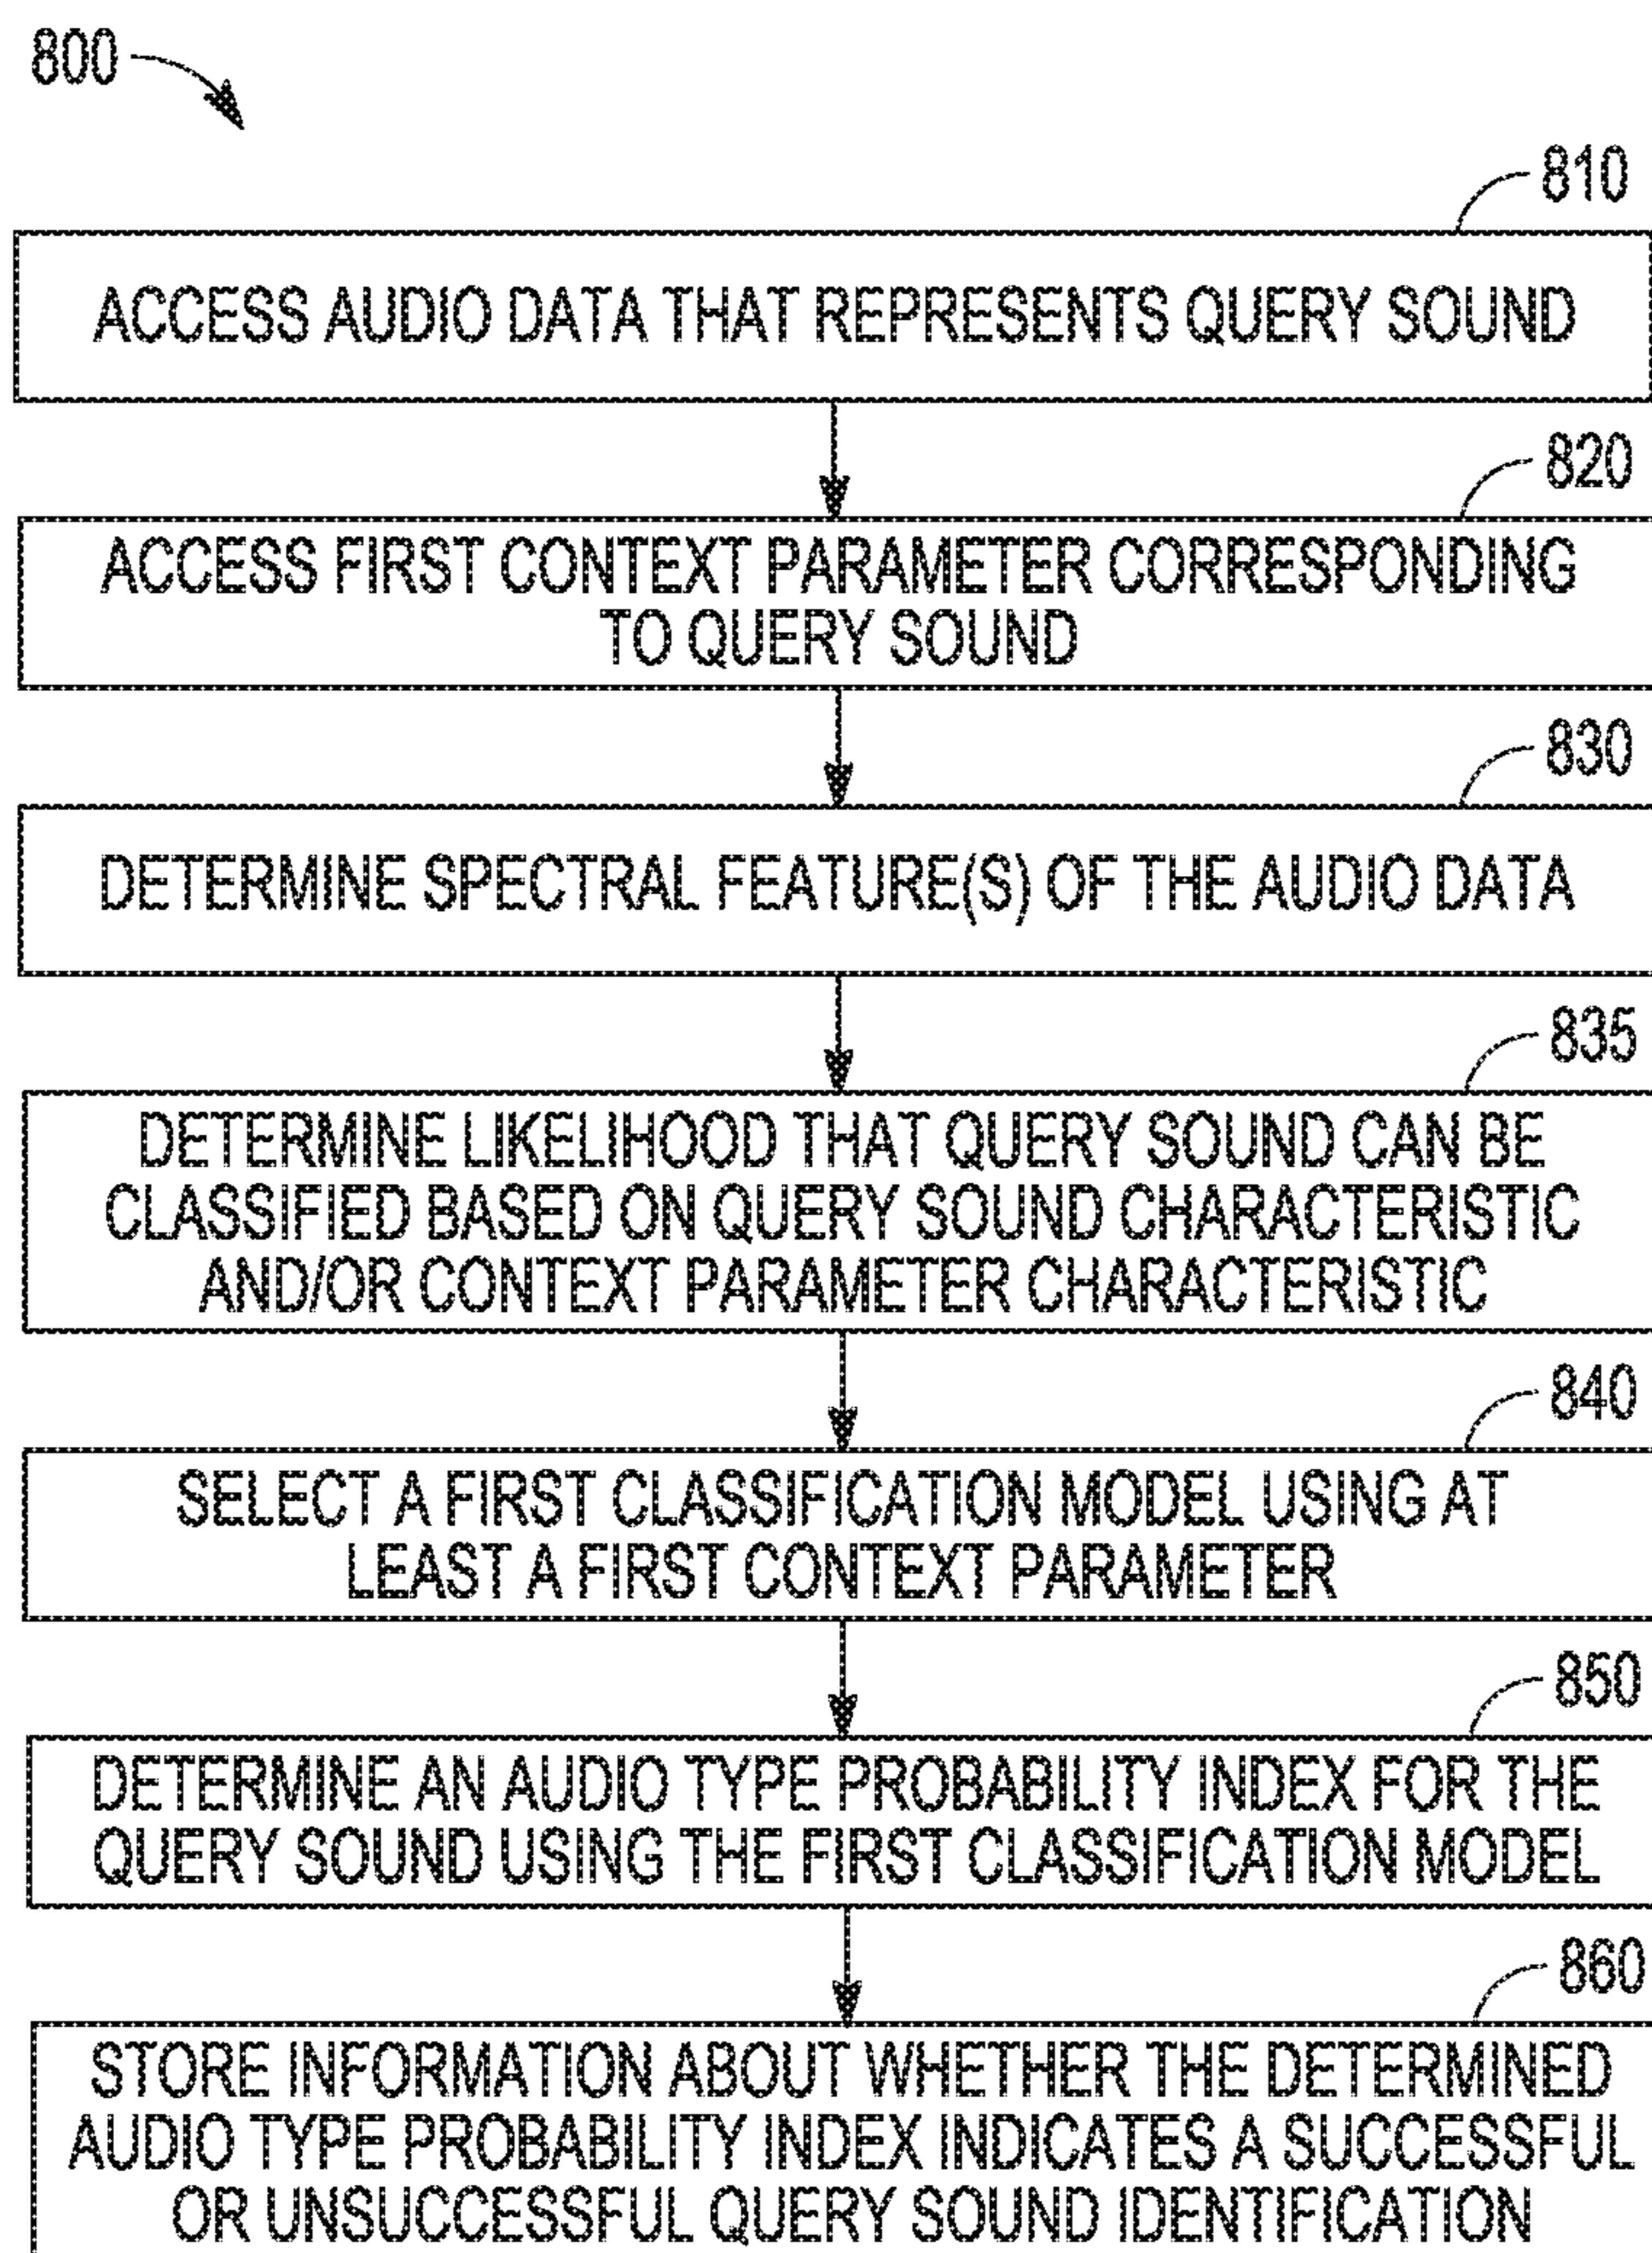 800
810
ACCESS AUDIO DATA THAT REPRESENTS QUERY SOUND
820
ACCESS FIRST CONTEXT PARAMETER CORRESPONDING
TO QUERY SOUND
830
DETERMINE SPECTRAL FEATURE(S) OF THE AUDIO DATA
835
DETERMINE LIKELIHOOD THAT QUERY SOUND CAN BE
CLASSIFIED BASED ON QUERY SOUND CHARACTERISTIC
AND/OR CONTEXT PARAMETER CHARACTERISTIC
840
SELECT A FIRST CLASSIFICATION MODEL USING AT
LEAST A FIRST CONTEXT PARAMETER
850
DETERMINE AN AUDIO TYPE PROBABILITY INDEX FOR THE
QUERY SOUND USING THE FIRST CLASSIFICATION MODEL
860
STORE INFORMATION ABOUT WHETHER THE DETERMINED
AUDIO TYPE PROBABILITY INDEX INDICATES A SUCCESSFUL
OR UNSUCCESSFUL QUERY SOUND IDENTIFICATION